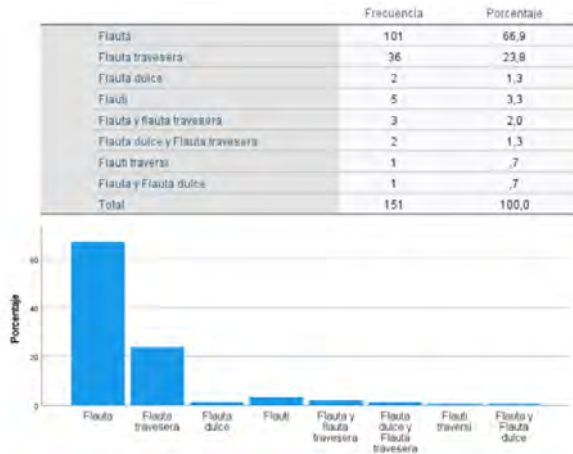 Frecuencia Porcentaje
Flauta 101 66,9
Flauta travesera 36 23,8
Flauta dulce 2 1,3
Flauti 5 3,3
Flauta y flauta travesera 3 2,0
Flauta dulce y Flauta travesera 2 1,3
Flauti traversi 1 ,7
Flauta y Flauta dulce 1 ,7
Total 151 100,0
Porcentaje
60
40
20
0
Flauta
Flauta
travesera
Flauta
dulce
Flauti
Flauta y
flauta
travesera
Flauta
dulce y
Flauta
travesera
Flauti
traversi
Flauta y
Flauta
dulce